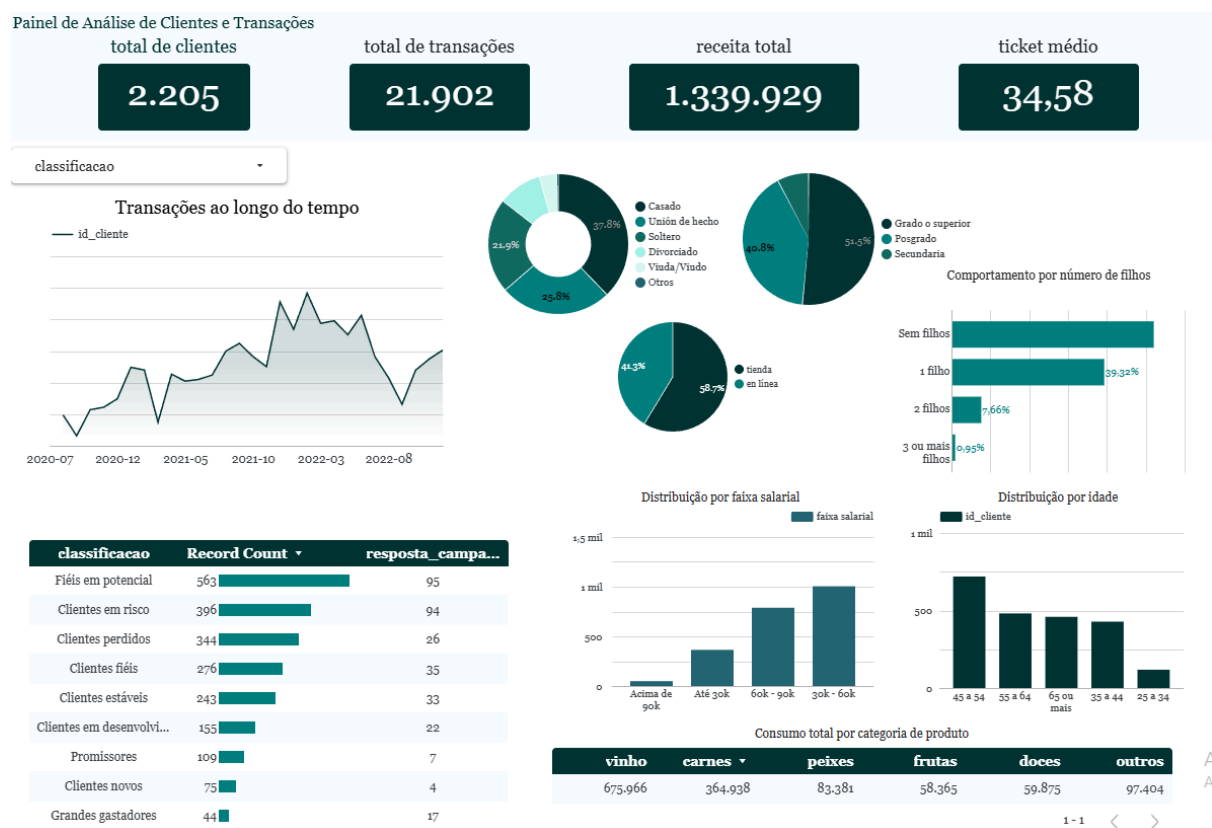 Painel de Análise de Clientes e Transações
total de clientes
total de transações
receita total
ticket médio
2.205
21.902
1.339.929
34,58
classificacao
Transações ao longo do tempo
id_cliente
2020-07 2020-12 2021-05 2021-10 2022-03 2022-08
37.8%
25.8%
21.9%
Casado
Unión de hecho
Soltero
Divorciado
Viuda/Viudo
Otros
51.5%
40.8%
Grado o superior
Posgrado
Secundaria
58.7%
41.3%
tienda
en línea
Comportamento por número de filhos
Sem filhos
1 filho 39,32%
2 filhos 7,66%
3 ou mais
filhos 0,95%
classificacao Record Count resposta_campa...
Fiéis em potencial 563 95
Clientes em risco 396 94
Clientes perdidos 344 26
Clientes fiéis 276 35
Clientes estáveis 243 33
Clientes em desenvolvi... 155 22
Promissores 109 7
Clientes novos 75 4
Grandes gastadores 44 17
Distribuição por faixa salarial
faixa salarial
1,5 mil
1 mil
500
0
Acima de
90k
Até 30k
60k - 90k
30k - 60k
Distribuição por idade
id_cliente
1 mil
500
0
45 a 54
55 a 64
65 ou
mais
35 a 44
25 a 34
Consumo total por categoria de produto
vinho carnes peixes frutas doces outros
675.966 364.938 83.381 58.365 59.875 97.404
1 - 1